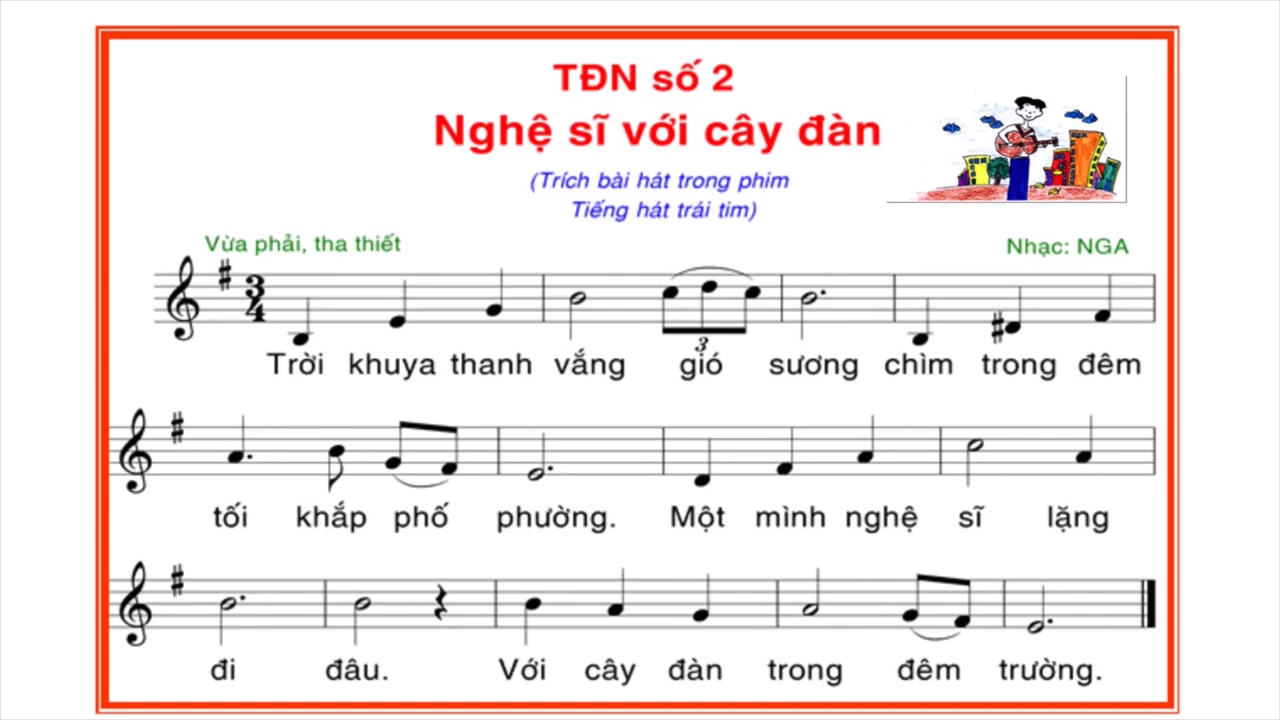 TĐN số 2
Nghệ sĩ với cây đàn
(Trích bài hát trong phim
Tiếng hát trái tim)
Vừa phải, tha thiết
Nhạc: NGA
3
4
3
Trời khuya thanh vắng gió sương chìm trong đêm
tối khắp phố phường. Một mình nghệ sĩ lặng
đi đâu. Với cây đàn trong đêm trường.